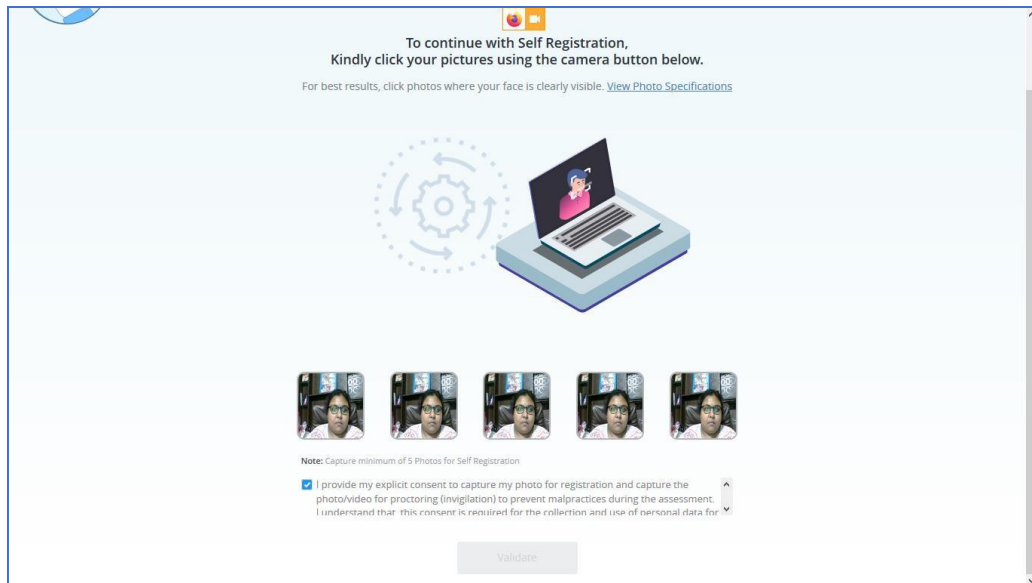 To continue with Self Registration,
Kindly click your pictures using the camera button below.
For best results, click photos where your face is clearly visible. View Photo Specifications
Note: Capture minimum of 5 Photos for Self Registration
I provide my explicit consent to capture my photo for registration and capture the
photo/video for proctoring (invigilation) to prevent malpractices during the assessment.
I understand that, this consent is required for the collection and use of personal data for
Validate